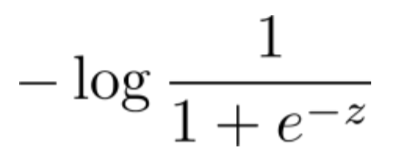 − log 1 / (1 + e^{−z})